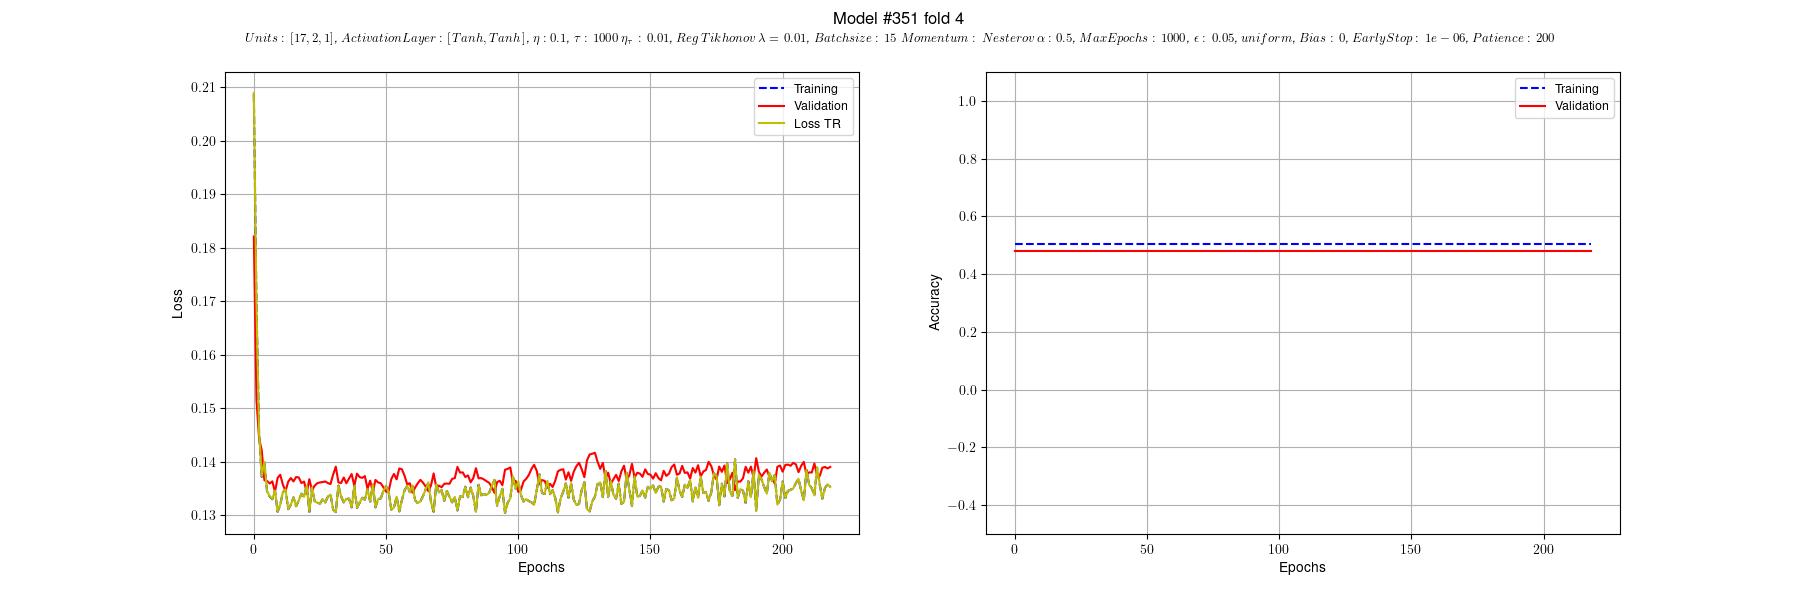 Model #351 fold 4
Units : [17, 2, 1], ActivationLayer : [Tanh, Tanh], η : 0.1, τ : 1000 ητ : 0.01, Reg Tikhonov λ = 0.01, Batchsize : 15 Momentum : Nesterov α : 0.5, MaxEpochs : 1000, ϵ : 0.05, uniform, Bias : 0, EarlyStop : 1e − 06, Patience : 200
0.21
0.20
0.19
0.18
0.17
0.16
0.15
0.14
0.13
Loss
0 50 100 150 200
Epochs
Training
Validation
Loss TR
1.0
0.8
0.6
0.4
0.2
0.0
−0.2
−0.4
Accuracy
0 50 100 150 200
Epochs
Training
Validation